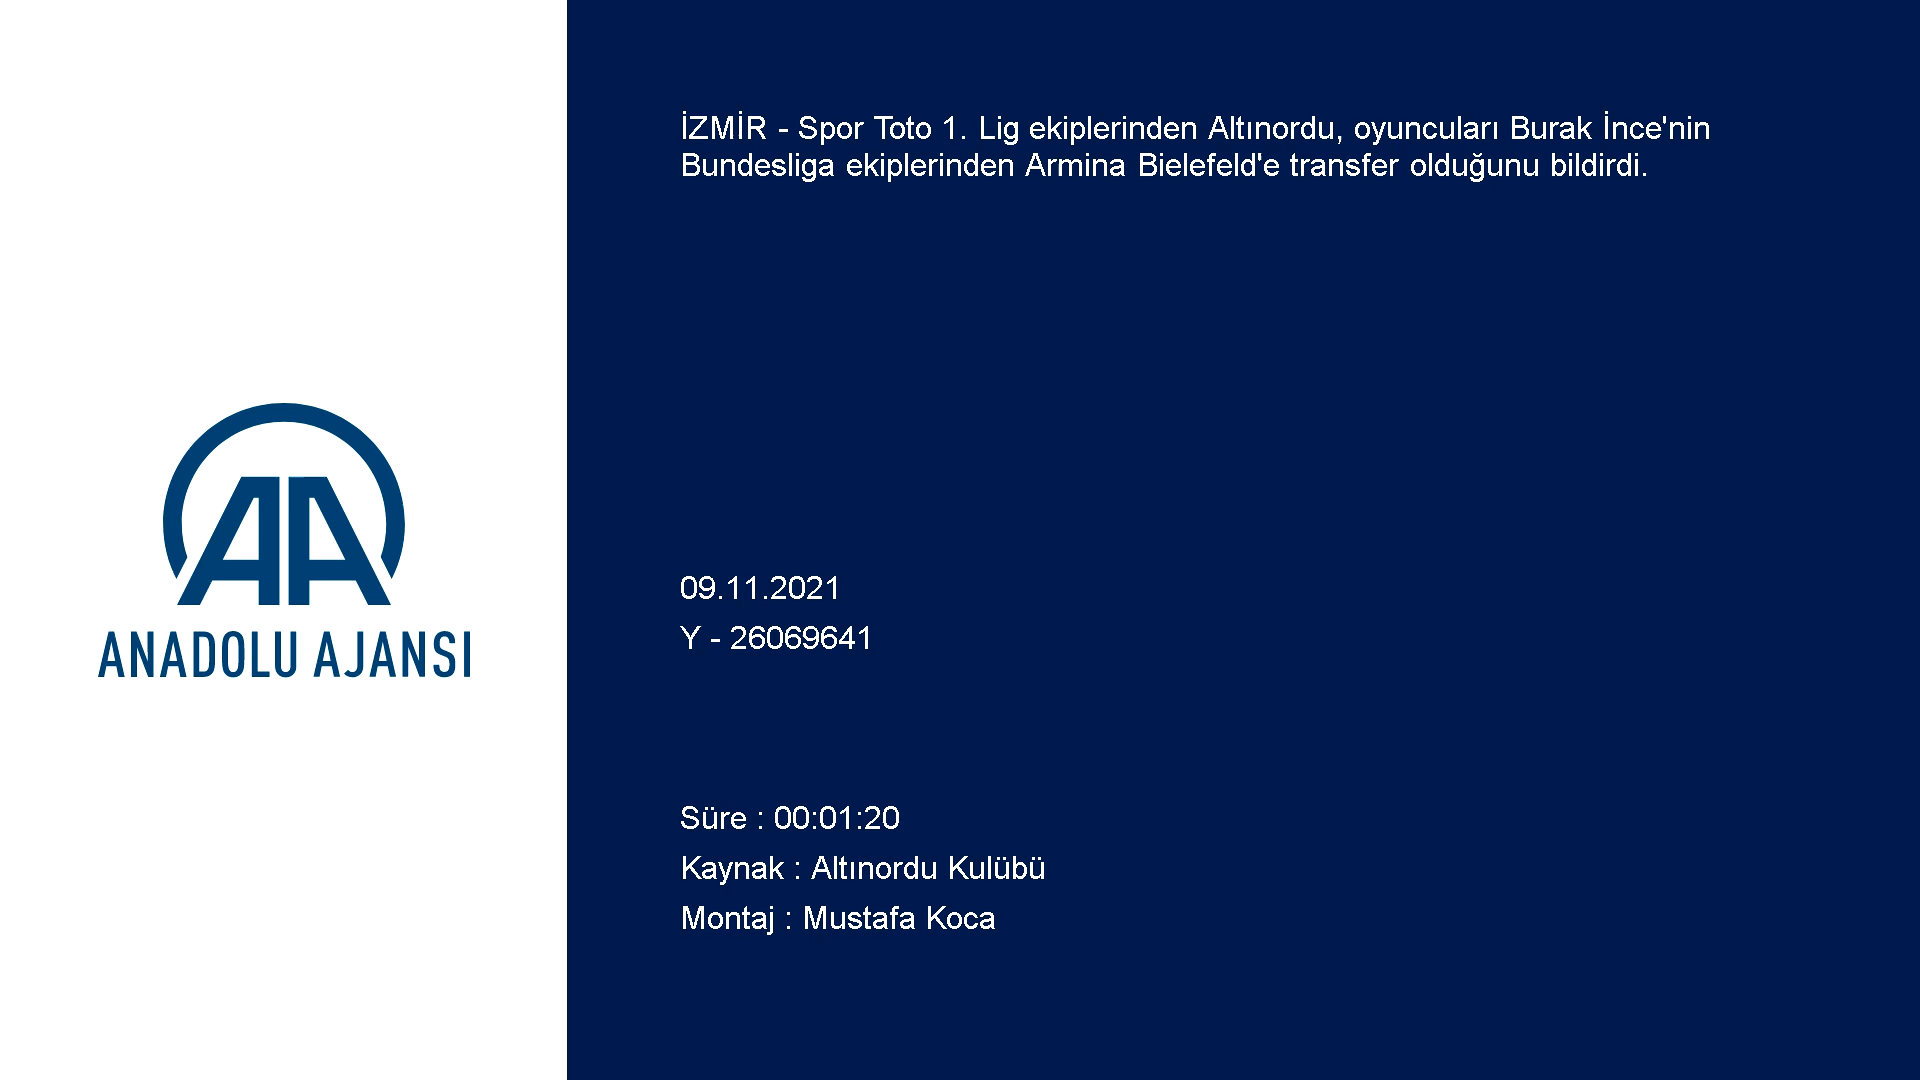 İZMİR - Spor Toto 1. Lig ekiplerinden Altınordu, oyuncuları Burak İnce'nin
Bundesliga ekiplerinden Armina Bielefeld'e transfer olduğunu bildirdi.
AA
ANADOLU AJANSI
09.11.2021
Y - 26069641
Süre : 00:01:20
Kaynak : Altınordu Kulübü
Montaj : Mustafa Koca